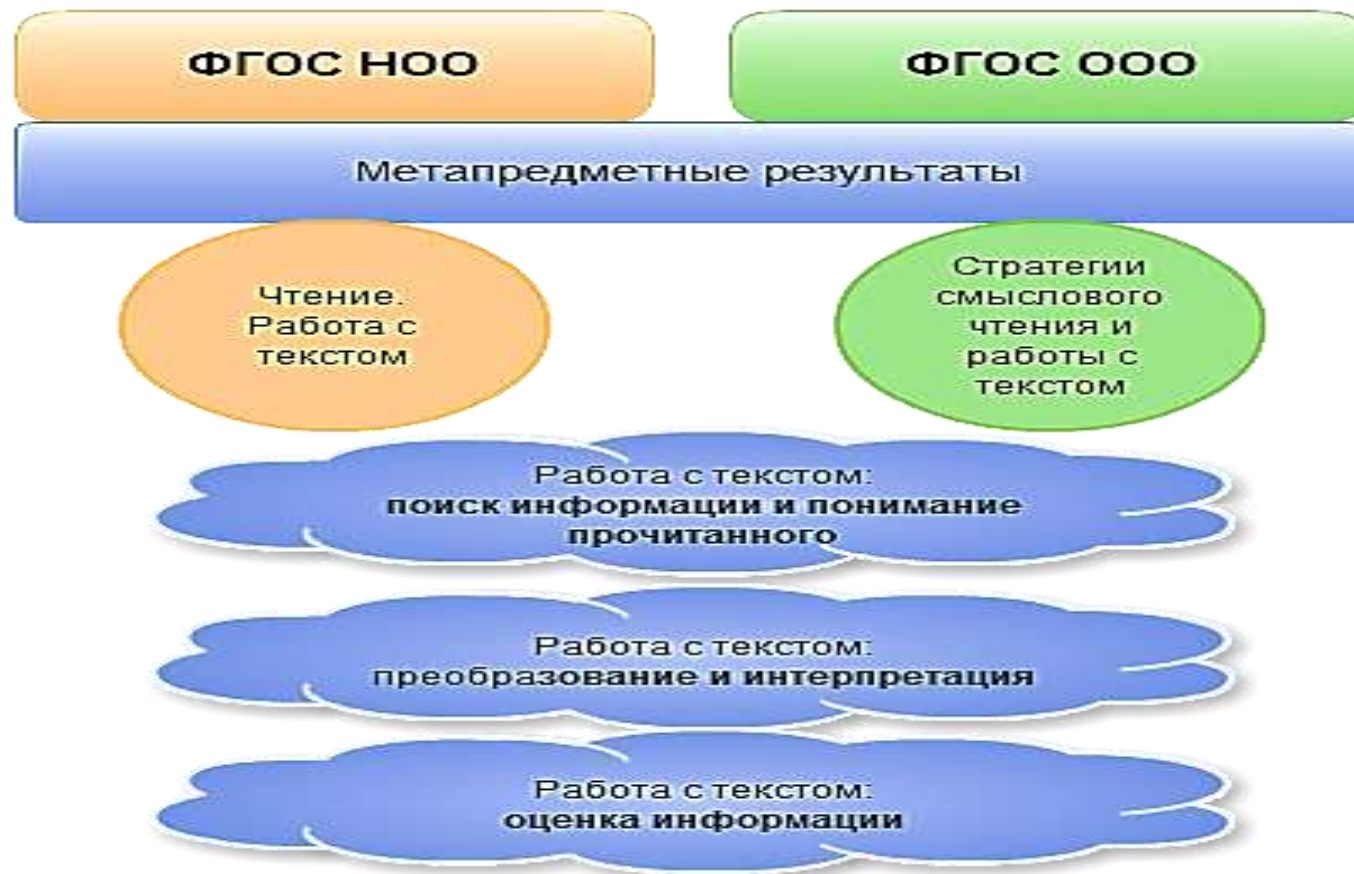 ФГОС НОО
ФГОС ООО
Метапредметные результаты
Чтение.
Работа с
текстом
Стратегии
смыслового
чтения и
работы с
текстом
Работа с текстом:
поиск информации и понимание
прочитанного
Работа с текстом:
преобразование и интерпретация
Работа с текстом:
оценка информации